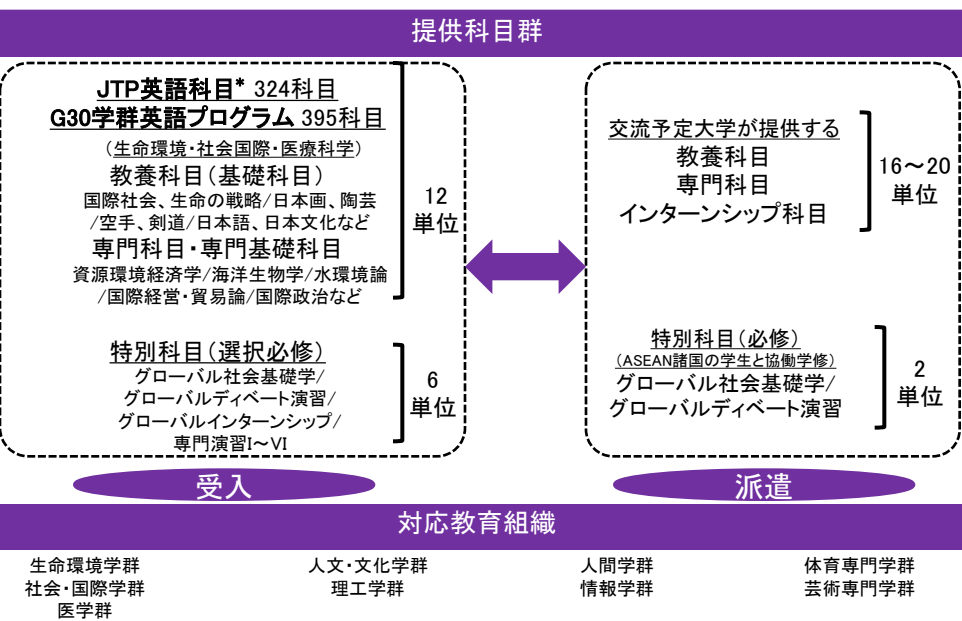 提供科目群
JTP英語科目* 324科目
G30学群英語プログラム 395科目
（生命環境・社会国際・医療科学）
教養科目（基礎科目）
国際社会、生命の戦略/日本画、陶芸
/空手、剣道/日本語、日本文化など
専門科目・専門基礎科目
資源環境経済学/海洋生物学/水環境論
/国際経営・貿易論/国際政治など
12
単位
特別科目（選択必修）
グローバル社会基礎学/
グローバルディベート演習/
グローバルインターンシップ/
専門演習I～VI
6
単位
受入
交流予定大学が提供する
教養科目
専門科目
インターンシップ科目
16～20
単位
特別科目（必修）
（ASEAN諸国の学生と協働学修）
グローバル社会基礎学/
グローバルディベート演習
2
単位
派遣
対応教育組織
生命環境学群
社会・国際学群
医学群
人文・文化学群
理工学群
人間学群
情報学群
体育専門学群
芸術専門学群